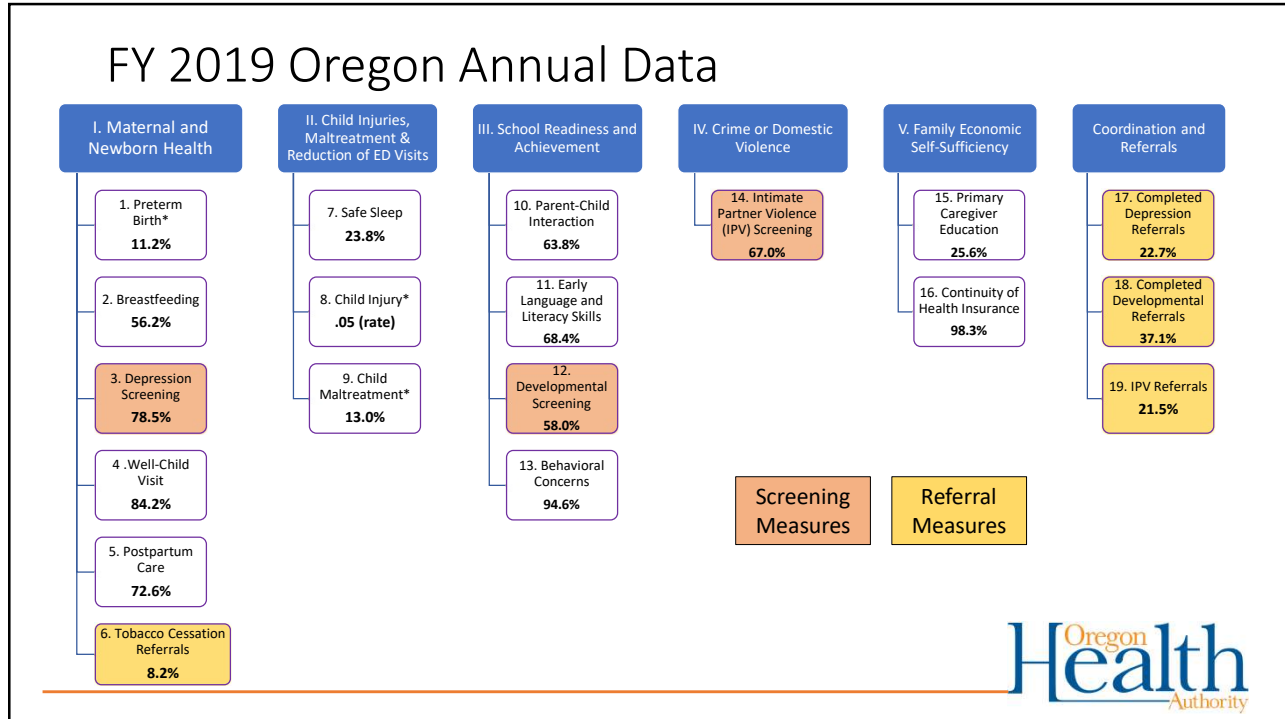 FY 2019 Oregon Annual Data
I. Maternal and
Newborn Health
1. Preterm
Birth*
11.2%
2. Breastfeeding
56.2%
3. Depression
Screening
78.5%
4 .Well-Child
Visit
84.2%
5. Postpartum
Care
72.6%
6. Tobacco Cessation
Referrals
8.2%
II. Child Injuries,
Maltreatment &
Reduction of ED Visits
7. Safe Sleep
23.8%
8. Child Injury*
.05 (rate)
9. Child
Maltreatment*
13.0%
III. School Readiness and
Achievement
10. Parent-Child
Interaction
63.8%
11. Early
Language and
Literacy Skills
68.4%
12.
Developmental
Screening
58.0%
13. Behavioral
Concerns
94.6%
IV. Crime or Domestic
Violence
14. Intimate
Partner Violence
(IPV) Screening
67.0%
V. Family Economic
Self-Sufficiency
15. Primary
Caregiver
Education
25.6%
16. Continuity of
Health Insurance
98.3%
Coordination and
Referrals
17. Completed
Depression
Referrals
22.7%
18. Completed
Developmental
Referrals
37.1%
19. IPV Referrals
21.5%
Screening
Measures
Referral
Measures
Oregon
Health
Authority